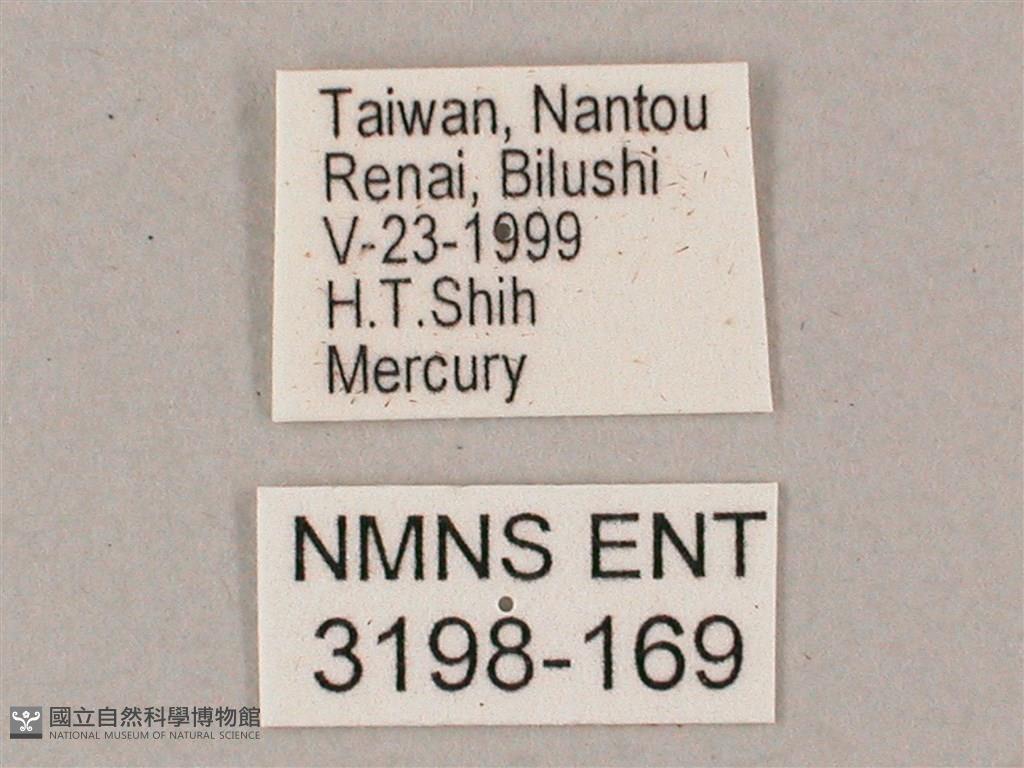 Taiwan, Nantou
Renai, Bilushi
V-23-1999
H.T.Shih
Mercury
NMNS ENT
3198-169
國立自然科學博物館
NATIONAL MUSEUM OF NATURAL SCIENCE